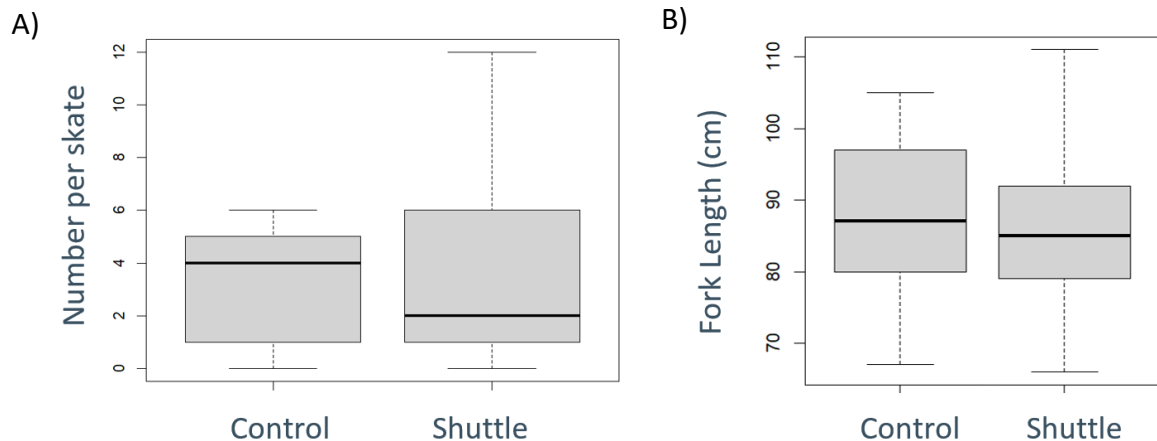 A)
Number per skate
12
10
8
6
4
2
0
Control Shuttle
B)
Fork Length (cm)
110
100
90
80
70
Control Shuttle